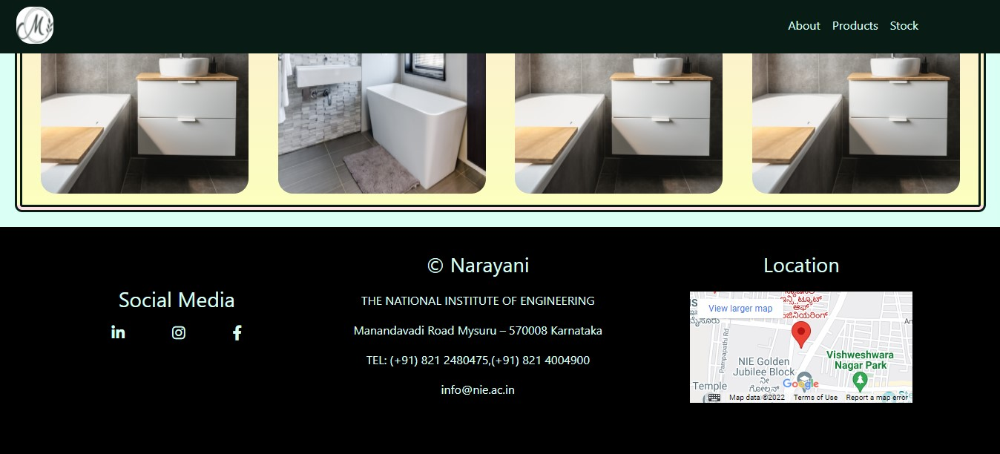 M
About Products Stock
Social Media
© Narayani
THE NATIONAL INSTITUTE OF ENGINEERING
Manandavadi Road Mysuru – 570008 Karnataka
TEL: (+91) 821 2480475,(+91) 821 4004900
info@nie.ac.in
Location
View larger map
ಇನ್ಸ್ಟಿಟ್ಯೂಟ್
ಆಫ್
ಮೈಸೂರು
Pampapathi Rd
NIE Golden
Jubilee Block
ನೀ
Vishweshwara
Nagar Park
Temple
Google
Map data ©2022 Terms of Use Report a map error